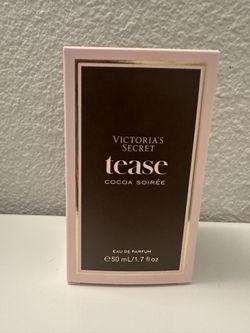 VICTORIA'S
SECRET
tease
COCOA SOIRÉE
EAU DE PARFUM
℮50 mL/1.7 fl oz